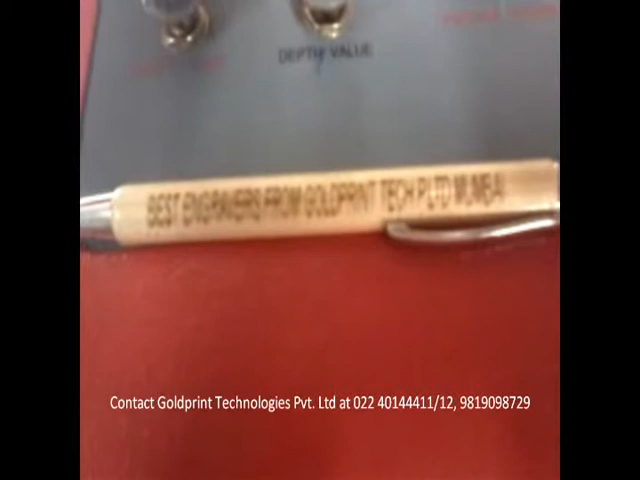 DEPTH VALUE
BEST ENGRAVERS FROM GOLDPRINT TECH P LTD MUMBAI
Contact Goldprint Technologies Pvt. Ltd at 022 40144411/12, 9819098729